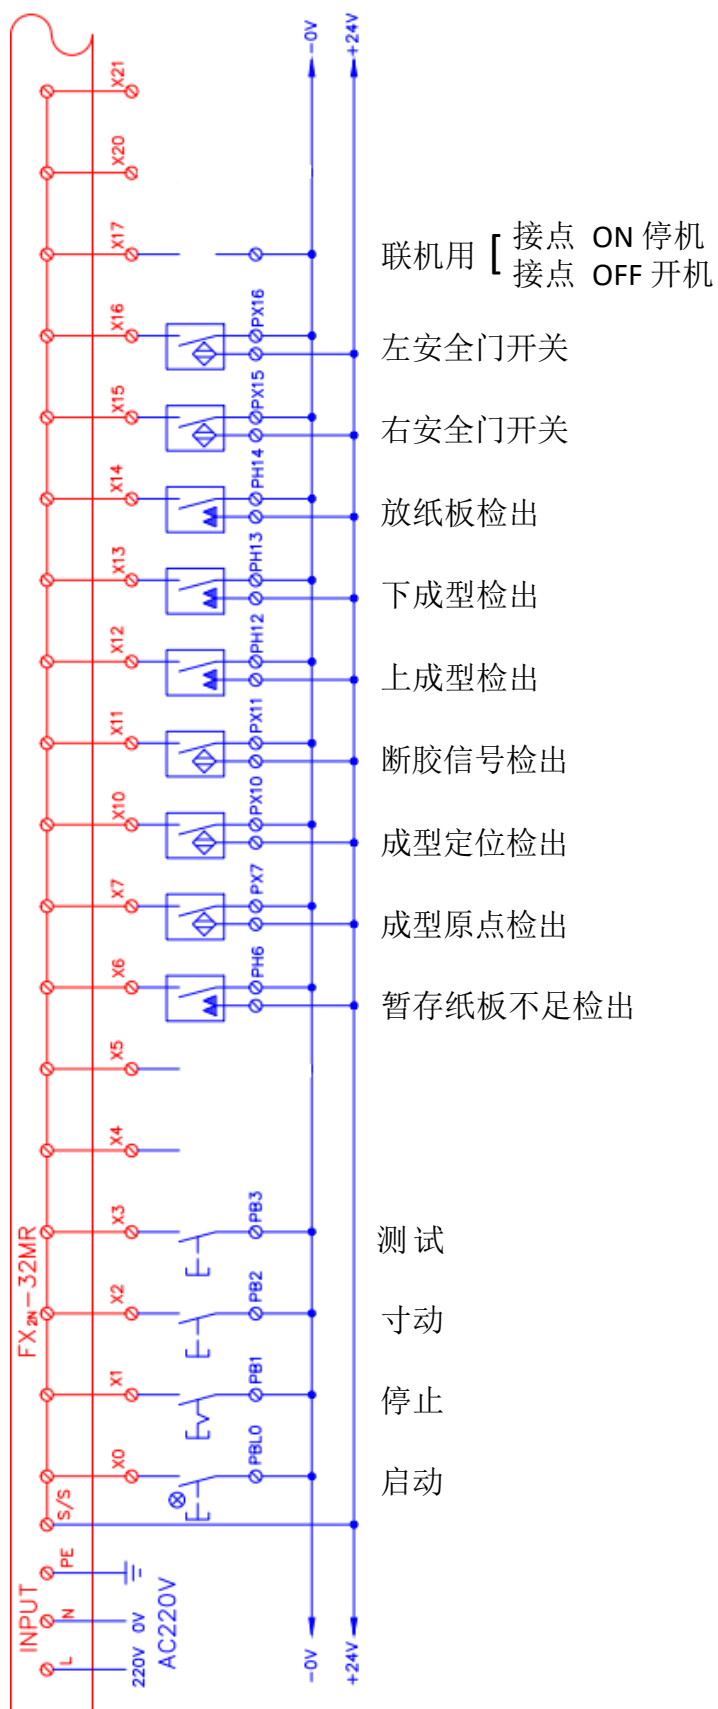 -0V
+24V
X21
X20
X17
联机用 [ 接点 ON 停机
接点 OFF 开机
X16
PX16
左安全门开关
X15
PX15
右安全门开关
X14
PH14
放纸板检出
X13
PH13
下成型检出
X12
PH12
上成型检出
X11
PX11
断胶信号检出
X10
PX10
成型定位检出
X7
PX7
成型原点检出
X6
PH6
暂存纸板不足检出
X5
X4
FX2N-32MR
X3
PB3
测试
X2
PB2
寸动
X1
PB1
停止
X0
PBL0
启动
S/S
PE
INPUT
N
0V
L
220V
AC220V
-0V
+24V